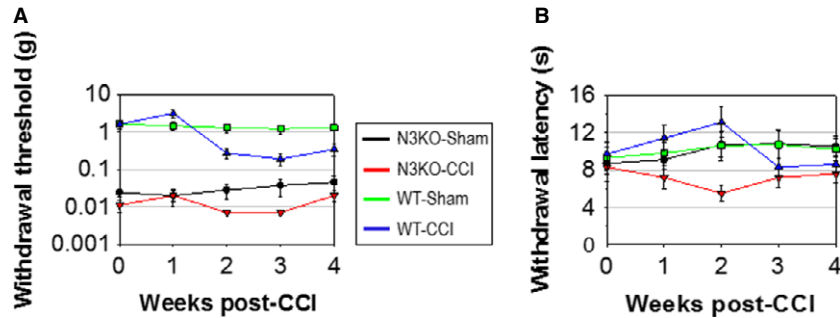 A
Withdrawal threshold (g)
10
1
0.1
0.01
0.001
0 1 2 3 4
Weeks post-CCI
N3KO-Sham
N3KO-CCI
WT-Sham
WT-CCI
B
Withdrawal latency (s)
16
12
8
4
0
0 1 2 3 4
Weeks post-CCI